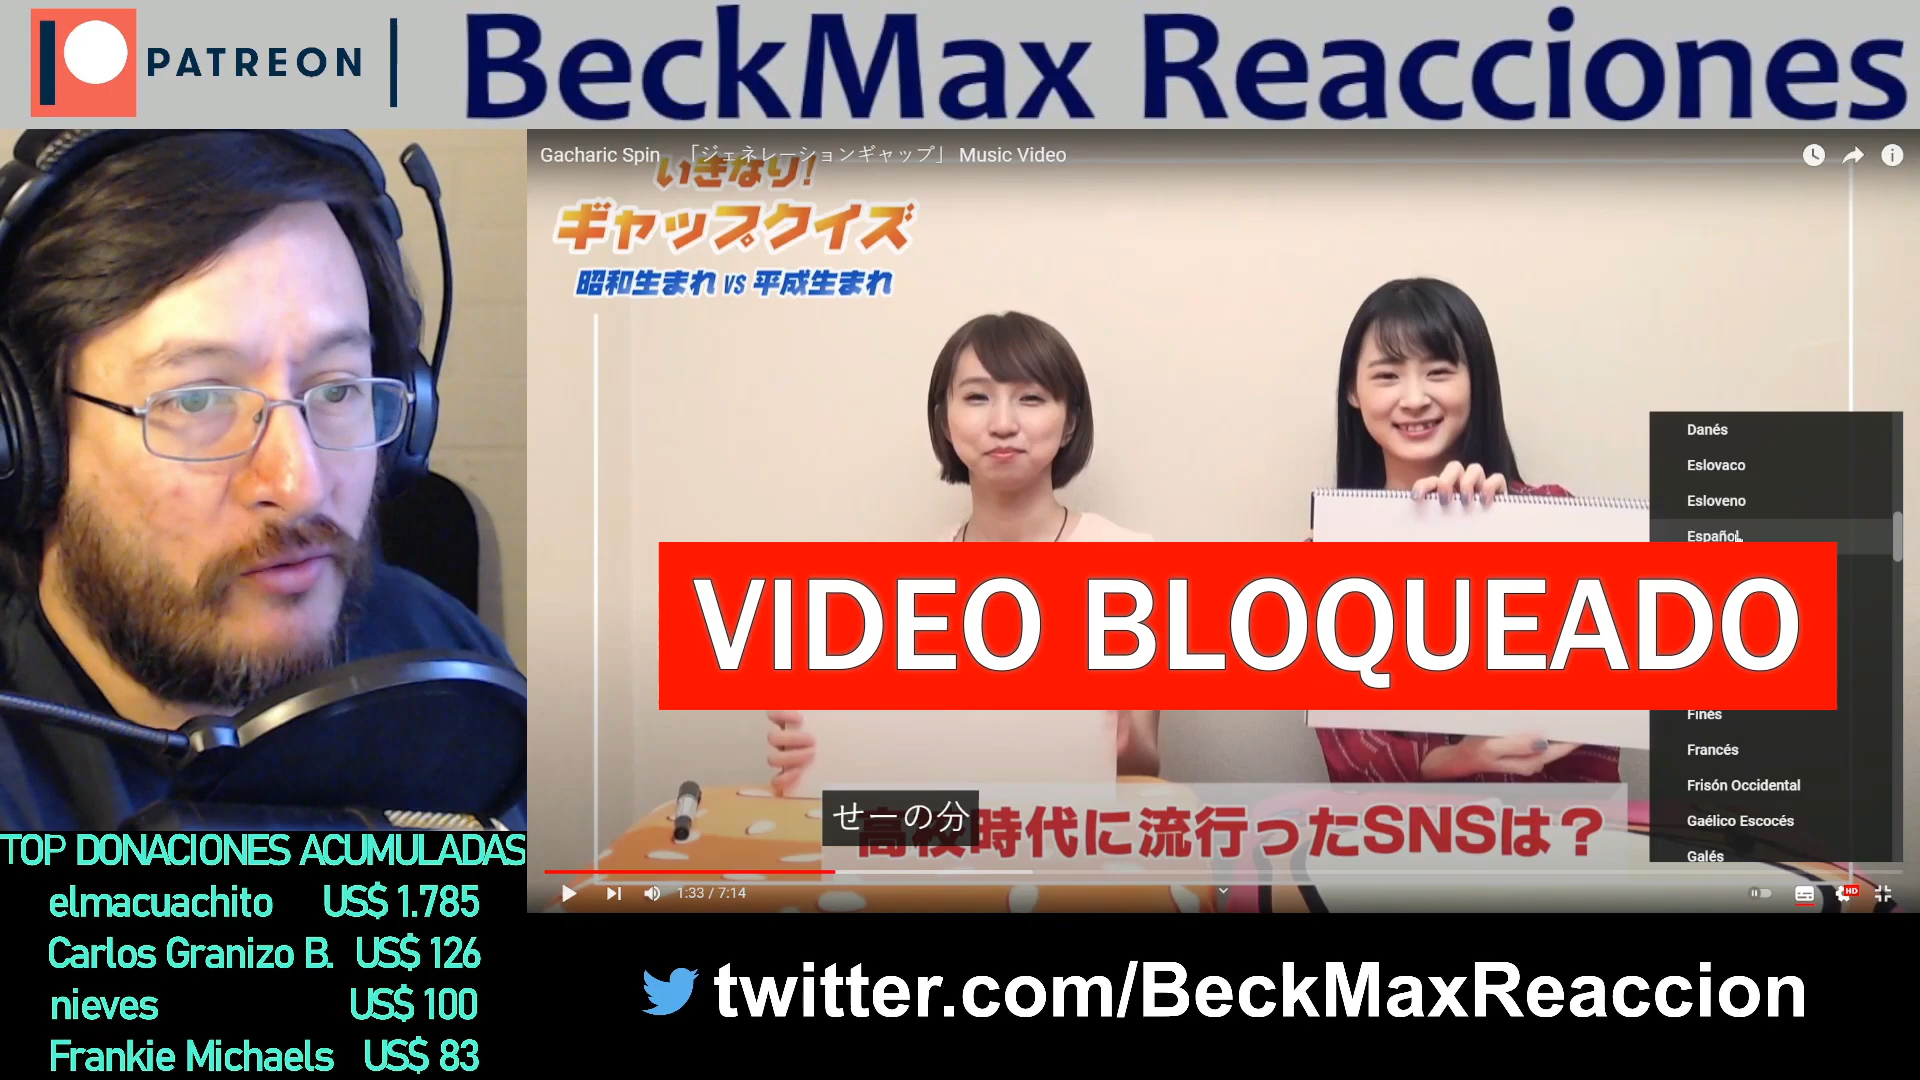 PATREON
BeckMax Reacciones
Gacharic Spin 「ジェネレーションギャップ」 Music Video
いきなり!
ギャップクイズ
昭和生まれ vs 平成生まれ
Danés
Eslovaco
Esloveno
Español
VIDEO BLOQUEADO
Finés
Francés
Frisón Occidental
Gaélico Escocés
Galés
せーの分
高校時代に流行ったSNSは?
1:33 / 7:14
HD
TOP DONACIONES ACUMULADAS
elmacuachito US$ 1.785
Carlos Granizo B. US$ 126
nieves US$ 100
Frankie Michaels US$ 83
twitter.com/BeckMaxReaccion